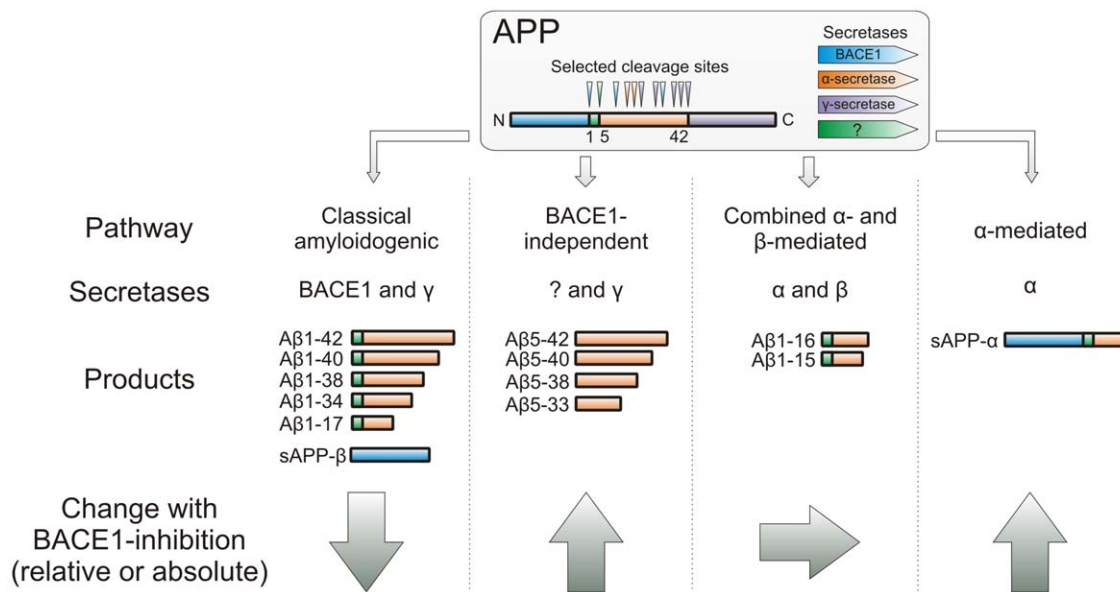 APP
Selected cleavage sites
N
C
1 5 42
Secretases
BACE1
α-secretase
γ-secretase
?
Pathway
Classical
amyloidogenic
BACE1-
independent
Combined α- and
β-mediated
α-mediated
Secretases
BACE1 and γ
? and γ
α and β
α
Products
Aβ1-42
Aβ1-40
Aβ1-38
Aβ1-34
Aβ1-17
sAPP-β
Aβ5-42
Aβ5-40
Aβ5-38
Aβ5-33
Aβ1-16
Aβ1-15
sAPP-α
Change with
BACE1-inhibition
(relative or absolute)